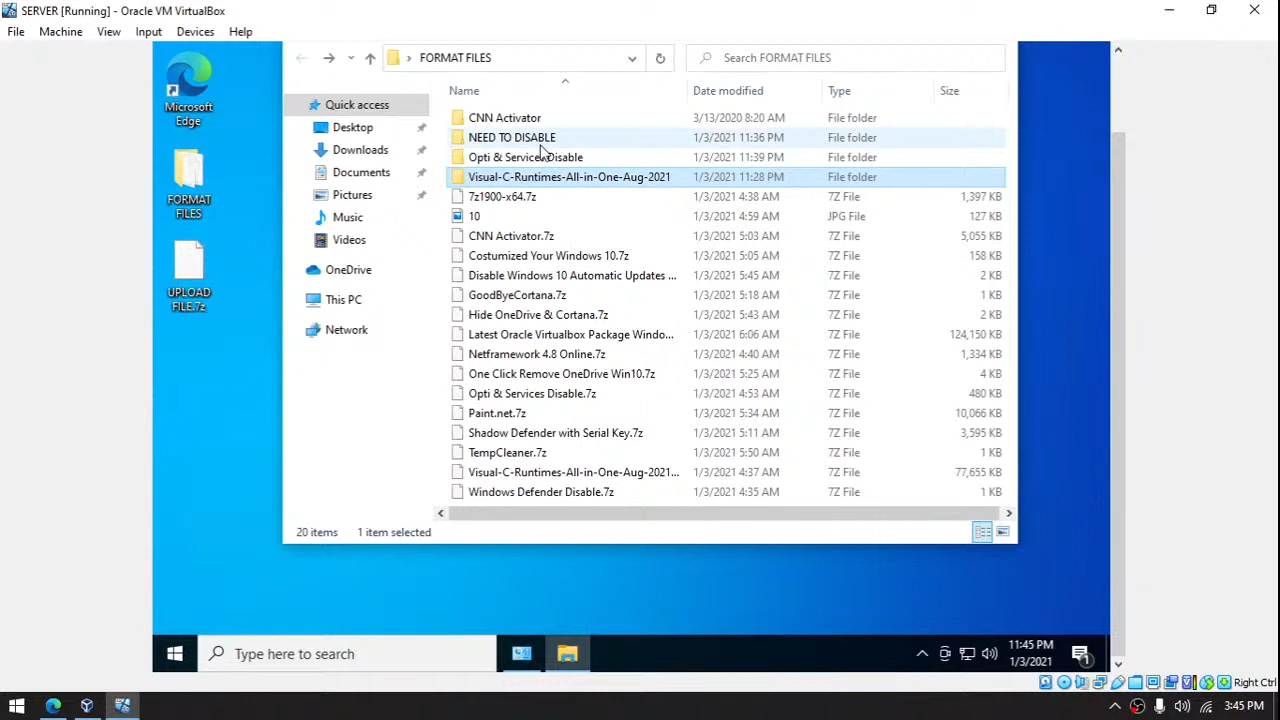 SERVER [Running] - Oracle VM VirtualBox
File Machine View Input Devices Help
FORMAT FILES
Search FORMAT FILES
Name Date modified Type Size
Microsoft Edge
FORMAT FILES
UPLOAD FILE.7z
Quick access
Desktop
Downloads
Documents
Pictures
Music
Videos
OneDrive
This PC
Network
CNN Activator 3/13/2020 8:20 AM File folder
NEED TO DISABLE 1/3/2021 11:36 PM File folder
Opti & Services Disable 1/3/2021 11:39 PM File folder
Visual-C-Runtimes-All-in-One-Aug-2021 1/3/2021 11:28 PM File folder
7z1900-x64.7z 1/3/2021 4:38 AM 7Z File 1,397 KB
10 1/3/2021 4:59 AM JPG File 127 KB
CNN Activator.7z 1/3/2021 5:03 AM 7Z File 5,055 KB
Costumized Your Windows 10.7z 1/3/2021 5:05 AM 7Z File 158 KB
Disable Windows 10 Automatic Updates ... 1/3/2021 5:45 AM 7Z File 2 KB
GoodByeCortana.7z 1/3/2021 5:18 AM 7Z File 1 KB
Hide OneDrive & Cortana.7z 1/3/2021 5:43 AM 7Z File 2 KB
Latest Oracle Virtualbox Package Windo... 1/3/2021 6:06 AM 7Z File 124,150 KB
Netframework 4.8 Online.7z 1/3/2021 4:40 AM 7Z File 1,334 KB
One Click Remove OneDrive Win10.7z 1/3/2021 5:25 AM 7Z File 4 KB
Opti & Services Disable.7z 1/3/2021 4:53 AM 7Z File 480 KB
Paint.net.7z 1/3/2021 5:34 AM 7Z File 10,066 KB
Shadow Defender with Serial Key.7z 1/3/2021 5:11 AM 7Z File 3,595 KB
TempCleaner.7z 1/3/2021 5:50 AM 7Z File 1 KB
Visual-C-Runtimes-All-in-One-Aug-2021... 1/3/2021 4:37 AM 7Z File 77,655 KB
Windows Defender Disable.7z 1/3/2021 4:35 AM 7Z File 1 KB
20 items 1 item selected
Type here to search
11:45 PM
1/3/2021
1
Right Ctrl
3:45 PM